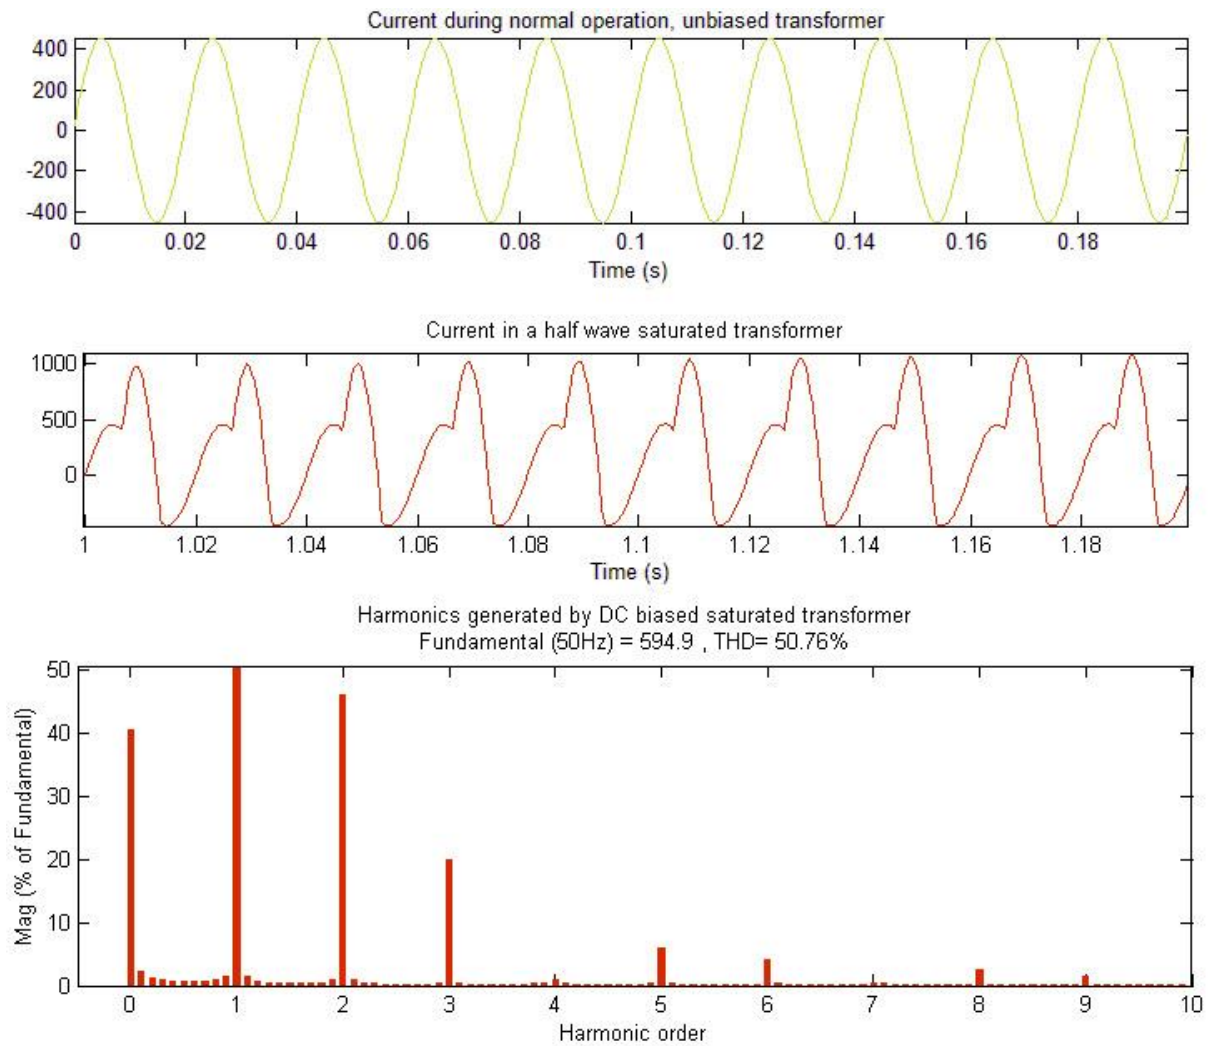 Current during normal operation, unbiased transformer
400
200
0
-200
-400
0 0.02 0.04 0.06 0.08 0.1 0.12 0.14 0.16 0.18
Time (s)
Current in a half wave saturated transformer
1000
500
0
1 1.02 1.04 1.06 1.08 1.1 1.12 1.14 1.16 1.18
Time (s)
Harmonics generated by DC biased saturated transformer
Fundamental (50Hz) = 594.9 , THD= 50.76%
Mag (% of Fundamental)
50
40
30
20
10
0
0 1 2 3 4 5 6 7 8 9 10
Harmonic order